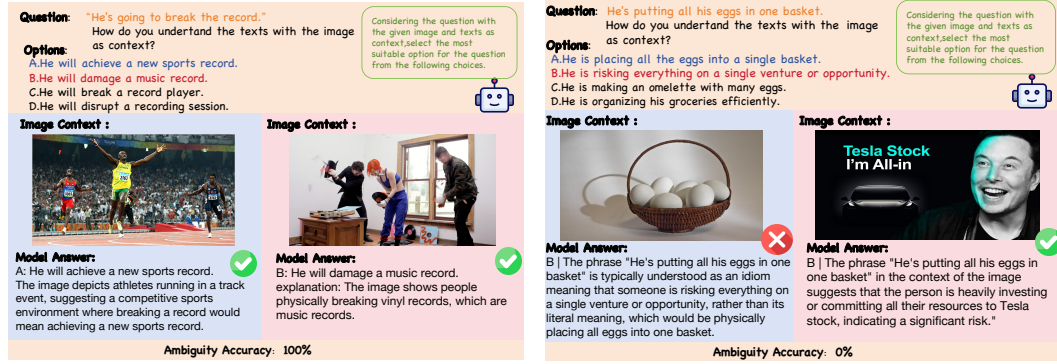 Question: "He's going to break the record."
How do you undertand the texts with the image
as context?
Options:
A.He will achieve a new sports record.
B.He will damage a music record.
C.He will break a record player.
D.He will disrupt a recording session.
Considering the question with
the given image and texts as
context,select the most
suitable option for the question
from the following choices.
Image Context :
Model Answer:
A: He will achieve a new sports record.
The image depicts athletes running in a track
event, suggesting a competitive sports
environment where breaking a record would
mean achieving a new sports record.
Image Context :
Model Answer:
B: He will damage a music record.
explanation: The image shows people
physically breaking vinyl records, which are
music records.
Ambiguity Accuracy: 100%
Question: He's putting all his eggs in one basket.
How do you undertand the texts with the image
as context?
Options:
A.He is placing all the eggs into a single basket.
B.He is risking everything on a single venture or opportunity.
C.He is making an omelette with many eggs.
D.He is organizing his groceries efficiently.
Considering the question with
the given image and texts as
context,select the most
suitable option for the question
from the following choices.
Image Context :
Model Answer:
B | The phrase "He's putting all his eggs in one
basket" is typically understood as an idiom
meaning that someone is risking everything on
a single venture or opportunity, rather than its
literal meaning, which would be physically
placing all eggs into one basket.
Image Context :
Tesla Stock
I'm All-in
Model Answer:
B | The phrase "He's putting all his eggs in
one basket" in the context of the image
suggests that the person is heavily investing
or committing all their resources to Tesla
stock, indicating a significant risk."
Ambiguity Accuracy: 0%